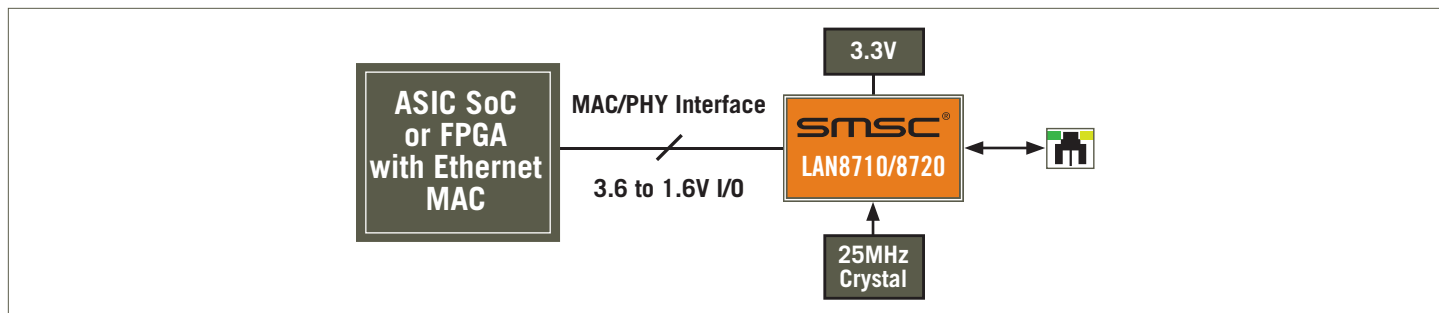 3.3V
ASIC SoC
or FPGA
with Ethernet
MAC
MAC/PHY Interface
3.6 to 1.6V I/O
smsc®
LAN8710/8720
25MHz
Crystal